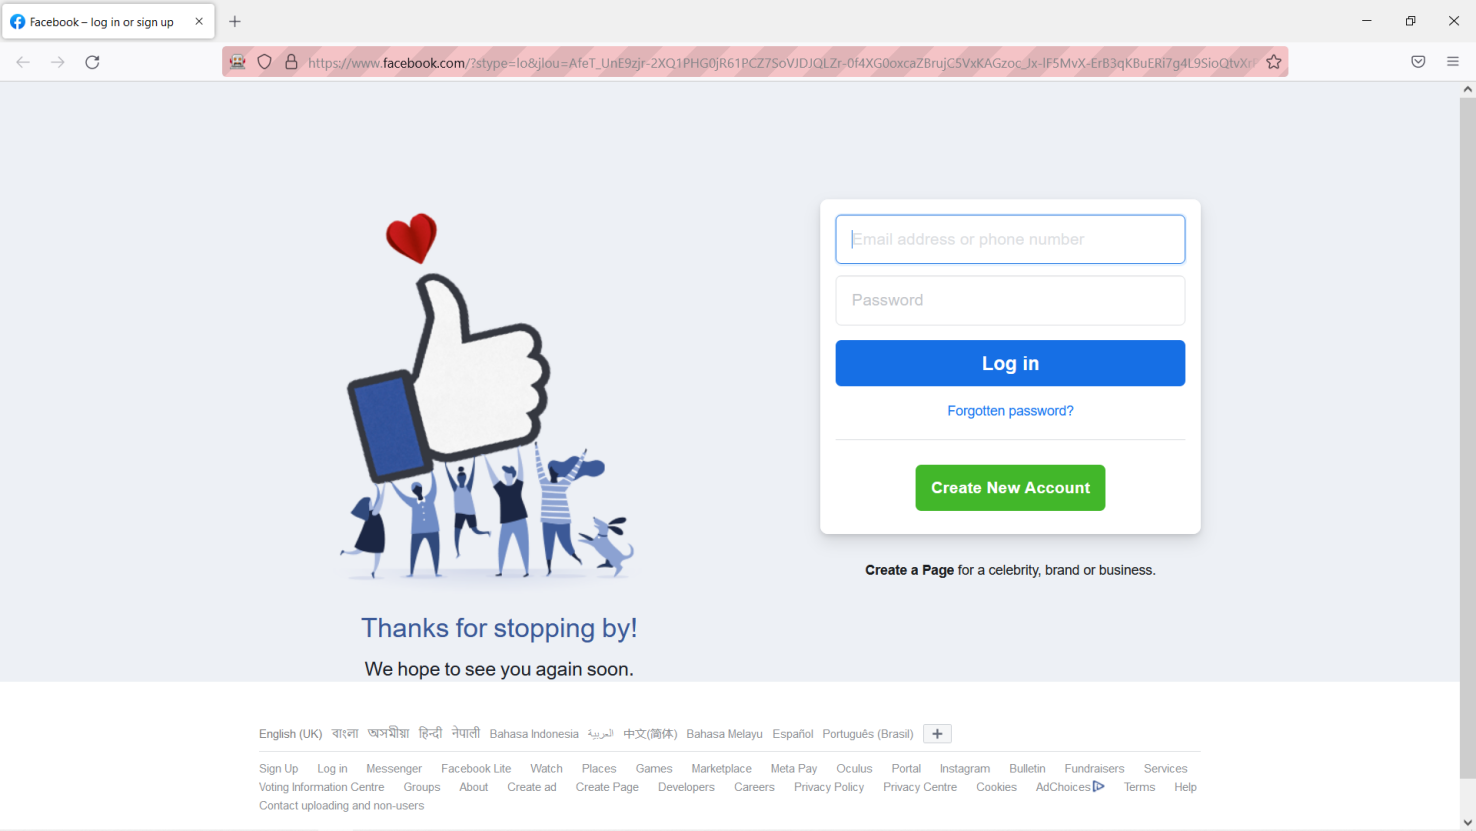 Facebook – log in or sign up
https://www.facebook.com/?stype=lo&jlou=AfeT_UnE9zjr-2XQ1PHG0jR61PCZ7SoVJDJQLZr-0f4XG0oxcaZBrujC5VxKAGzoc_Jx-lF5MvX-ErB3qKBuERi7g4L9SioQtvXr
Email address or phone number
Password
Log in
Forgotten password?
Create New Account
Create a Page for a celebrity, brand or business.
Thanks for stopping by!
We hope to see you again soon.
English (UK) বাংলা অসমীয়া हिन्दी नेपाली Bahasa Indonesia العربية 中文(简体) Bahasa Melayu Español Português (Brasil) +
Sign Up Log in Messenger Facebook Lite Watch Places Games Marketplace Meta Pay Oculus Portal Instagram Bulletin Fundraisers Services
Voting Information Centre Groups About Create ad Create Page Developers Careers Privacy Policy Privacy Centre Cookies AdChoices Terms Help
Contact uploading and non-users